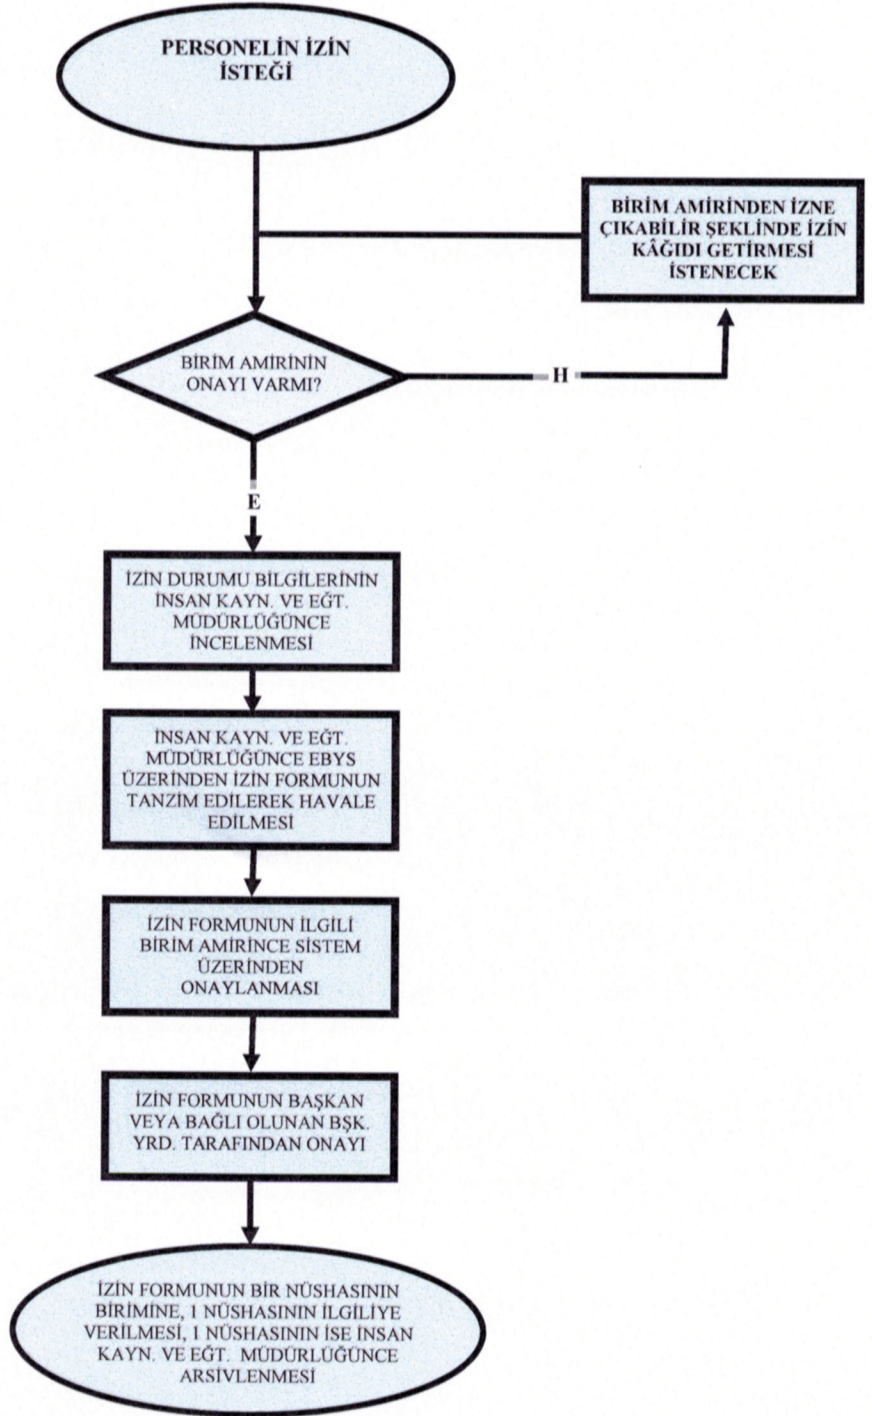 PERSONELİN İZİN
İSTEĞİ
BİRİM AMİRİNDEN İZNE
ÇIKABİLİR ŞEKLİNDE İZİN
KÂĞIDI GETİRMESİ
İSTENECEK
BİRİM AMİRİNİN
ONAYI VARMI?
H
E
İZİN DURUMU BİLGİLERİNİN
İNSAN KAYN. VE EĞT.
MÜDÜRLÜĞÜNCE
İNCELENMESİ
İNSAN KAYN. VE EĞT.
MÜDÜRLÜĞÜNCE EBYS
ÜZERİNDEN İZİN FORMUNUN
TANZİM EDİLEREK HAVALE
EDİLMESİ
İZİN FORMUNUN İLGİLİ
BİRİM AMİRİNCE SİSTEM
ÜZERİNDEN
ONAYLANMASI
İZİN FORMUNUN BAŞKAN
VEYA BAĞLI OLUNAN BŞK.
YRD. TARAFINDAN ONAYI
İZİN FORMUNUN BİR NÜSHASININ
BİRİMİNE, 1 NÜSHASININ İLGİLİYE
VERİLMESİ, 1 NÜSHASININ İSE İNSAN
KAYN. VE EĞT. MÜDÜRLÜĞÜNCE
ARSİVLENMESİ